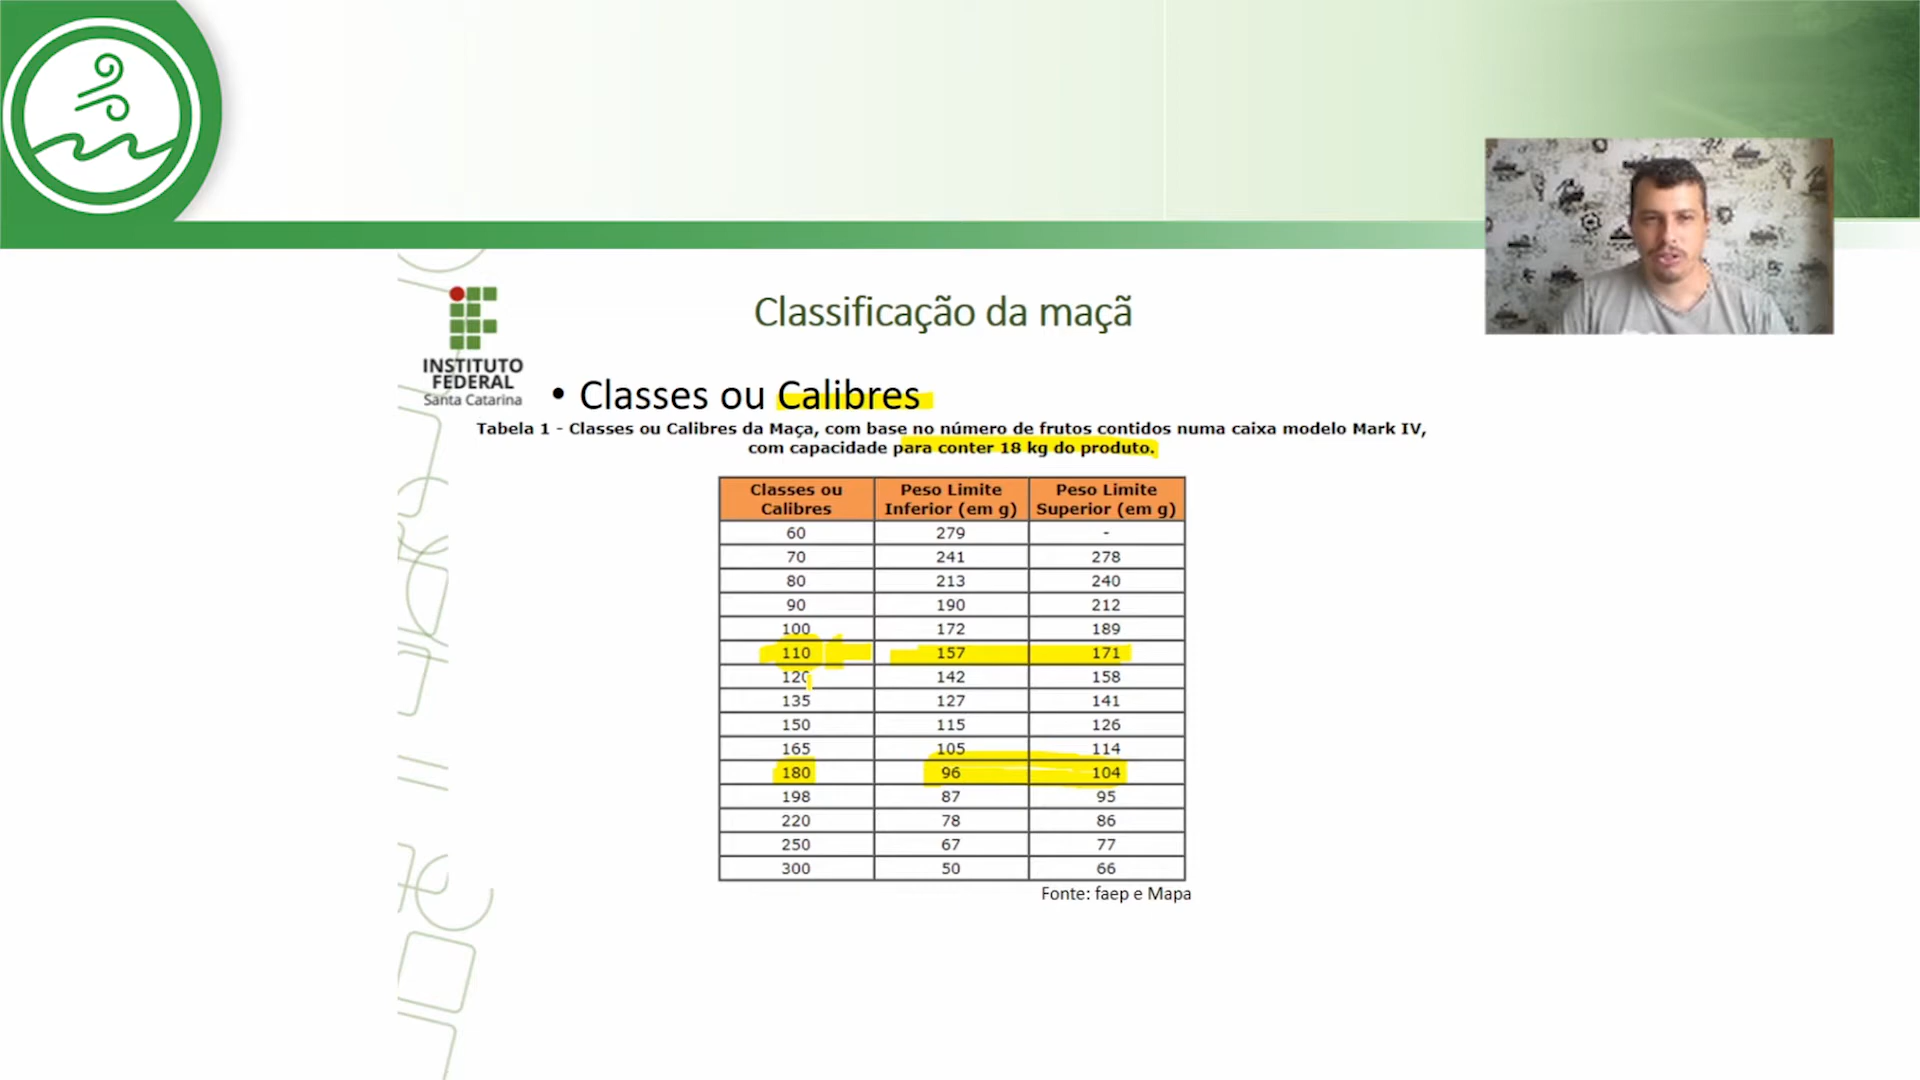 Classificação da maçã
INSTITUTO
FEDERAL
Santa Catarina
• Classes ou Calibres
Tabela 1 - Classes ou Calibres da Maça, com base no número de frutos contidos numa caixa modelo Mark IV,
com capacidade para conter 18 kg do produto.
Classes ou Calibres Peso Limite Inferior (em g) Peso Limite Superior (em g)
60 279 -
70 241 278
80 213 240
90 190 212
100 172 189
110 157 171
120 142 158
135 127 141
150 115 126
165 105 114
180 96 104
198 87 95
220 78 86
250 67 77
300 50 66
Fonte: faep e Mapa